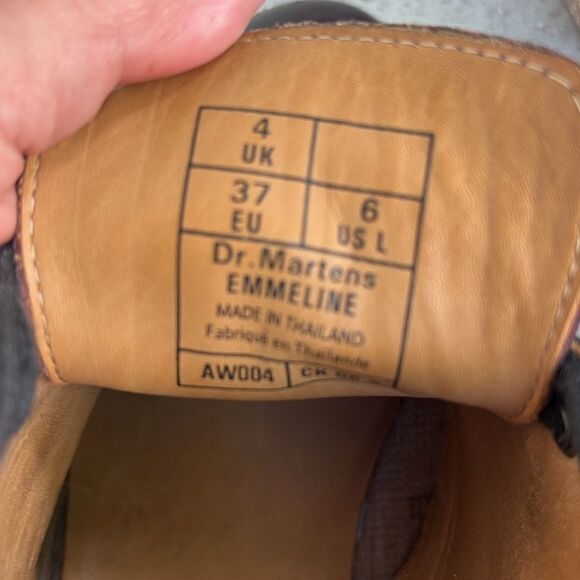 4
UK
37
EU
6
US L
Dr. Martens
EMMELINE
MADE IN THAILAND
Fabriqué en Thaïlande
AW004